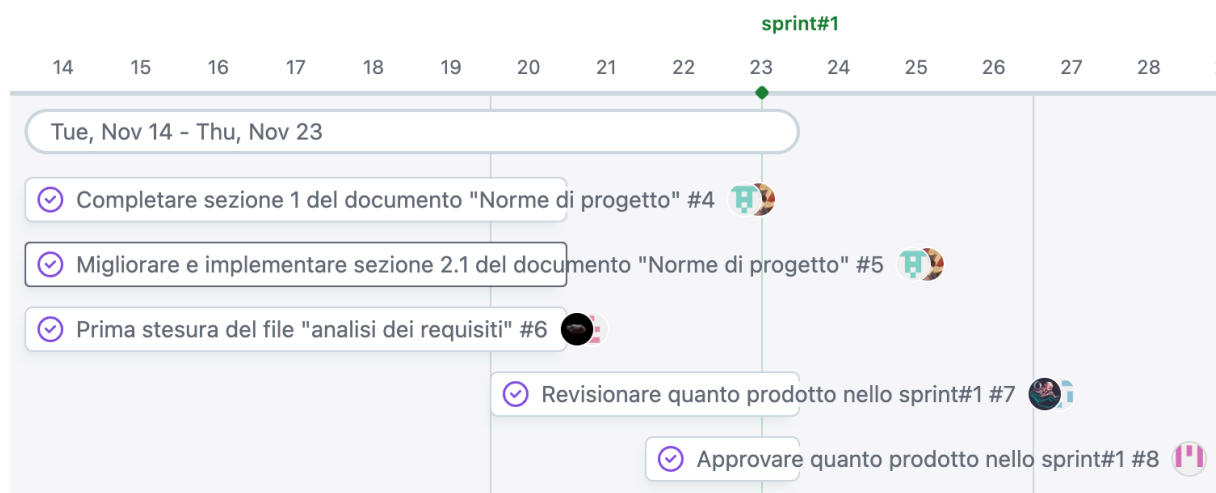 sprint#1
14 15 16 17 18 19 20 21 22 23 24 25 26 27 28
Tue, Nov 14 - Thu, Nov 23
Completare sezione 1 del documento "Norme di progetto" #4
Migliorare e implementare sezione 2.1 del documento "Norme di progetto" #5
Prima stesura del file "analisi dei requisiti" #6
Revisionare quanto prodotto nello sprint#1 #7
Approvare quanto prodotto nello sprint#1 #8